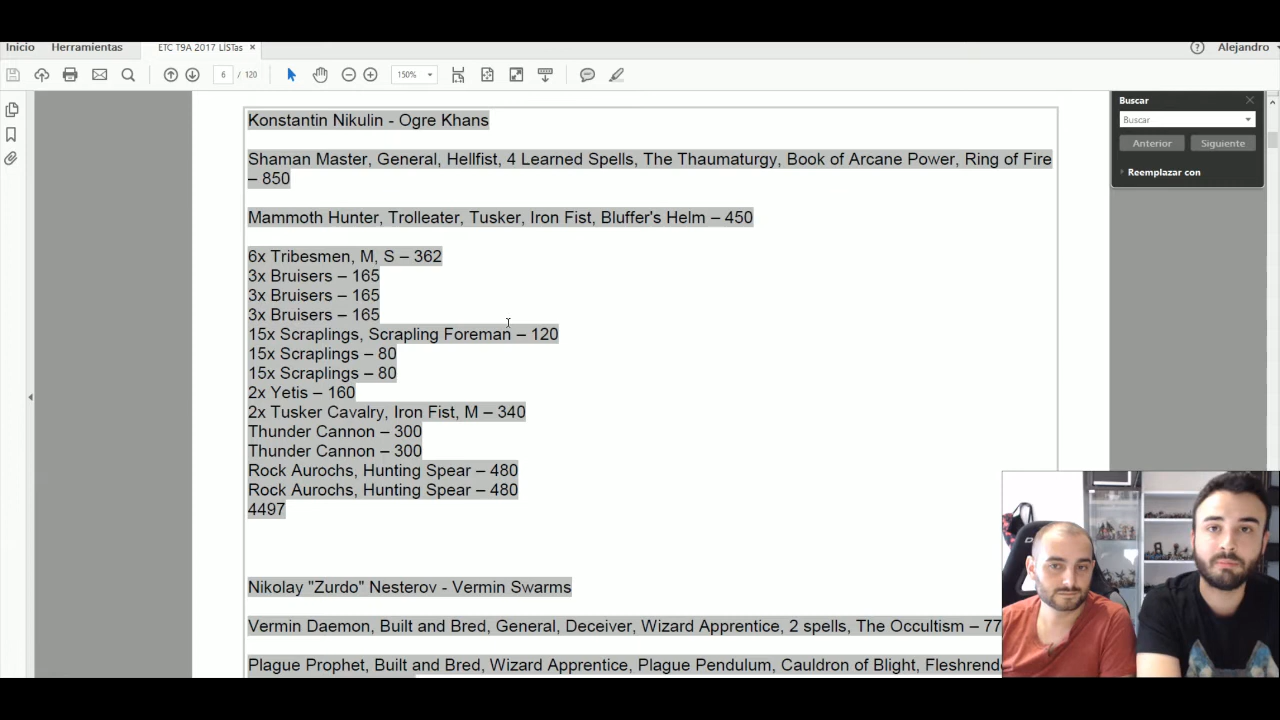 Inicio Herramientas ETC T9A 2017 LISTas × Alejandro
6 / 120 150%
Buscar
Buscar
Anterior Siguiente
Reemplazar con
Konstantin Nikulin - Ogre Khans
Shaman Master, General, Hellfist, 4 Learned Spells, The Thaumaturgy, Book of Arcane Power, Ring of Fire
– 850
Mammoth Hunter, Trolleater, Tusker, Iron Fist, Bluffer's Helm – 450
6x Tribesmen, M, S – 362
3x Bruisers – 165
3x Bruisers – 165
3x Bruisers – 165
15x Scraplings, Scrapling Foreman – 120
15x Scraplings – 80
15x Scraplings – 80
2x Yetis – 160
2x Tusker Cavalry, Iron Fist, M – 340
Thunder Cannon – 300
Thunder Cannon – 300
Rock Aurochs, Hunting Spear – 480
Rock Aurochs, Hunting Spear – 480
4497
Nikolay "Zurdo" Nesterov - Vermin Swarms
Vermin Daemon, Built and Bred, General, Deceiver, Wizard Apprentice, 2 spells, The Occultism – 77
Plague Prophet, Built and Bred, Wizard Apprentice, Plague Pendulum, Cauldron of Blight,